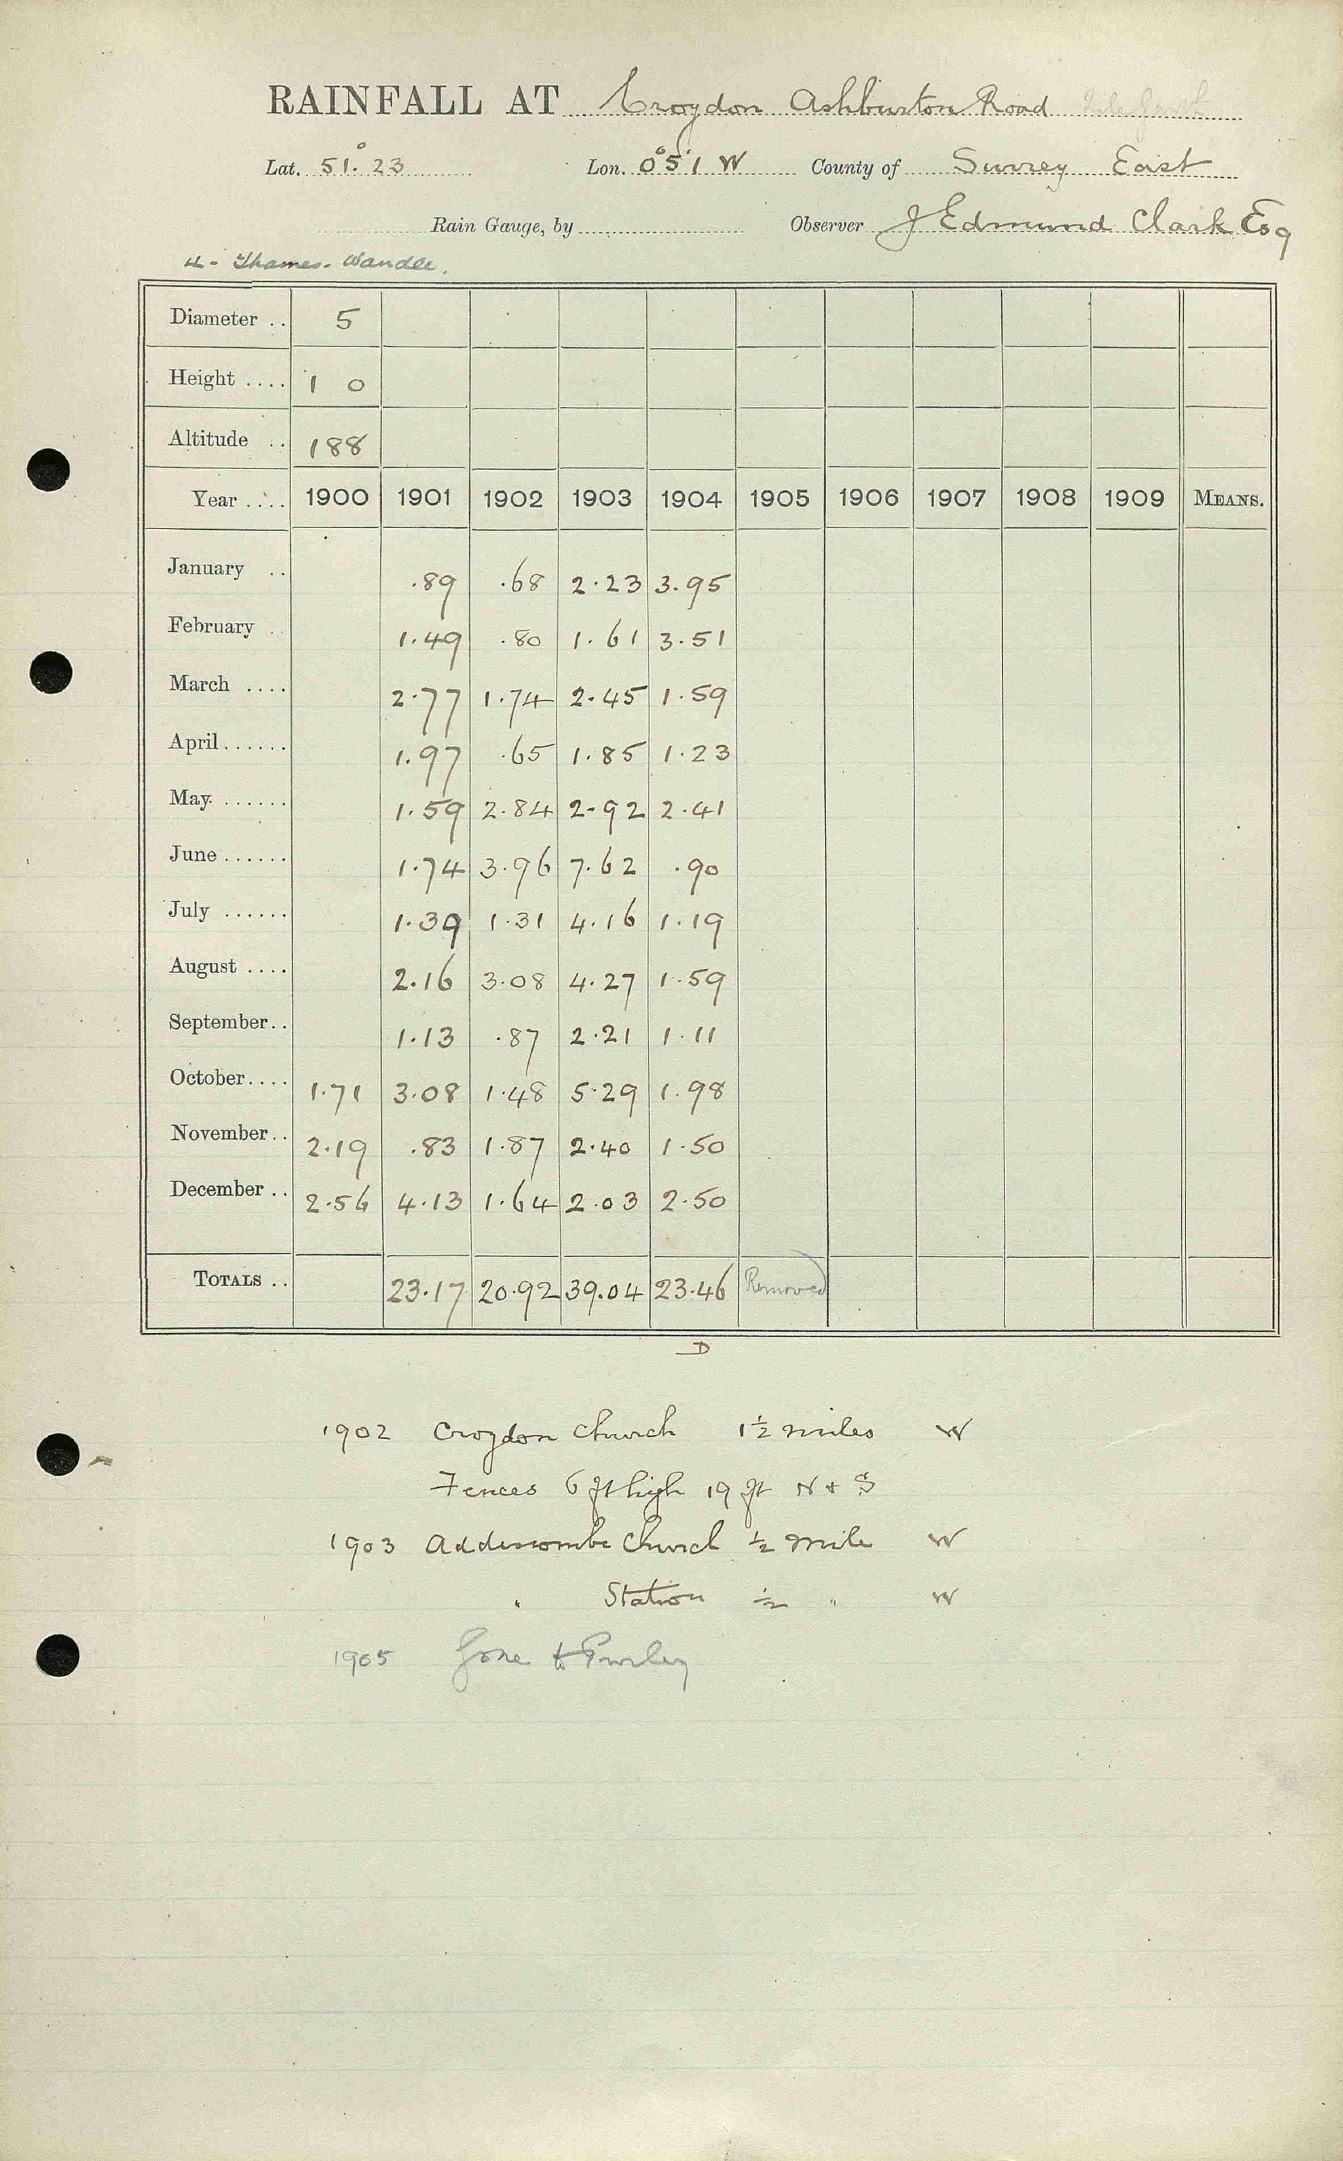 RAINFALL AT Croydon Ashburton Road
Lat. 51° 23 Lon. 0° 5' 1 W County of Surrey East
Rain Gauge, by Observer J Edmund Clark Esq
4 - Thames - Wandle.
Diameter .. 5
Height .... 1 0
Altitude .. 188
Year .... 1900 1901 1902 1903 1904 1905 1906 1907 1908 1909 MEANS.
January .. .89 .68 2.23 3.95
February .. 1.49 .80 1.61 3.51
March .... 2.77 1.74 2.45 1.59
April...... 1.97 .65 1.85 1.23
May ...... 1.59 2.84 2.92 2.41
June ...... 1.74 3.96 7.62 .90
July ...... 1.39 1.31 4.16 1.19
August .... 2.16 3.08 4.27 1.59
September.. 1.13 .87 2.21 1.11
October.... 1.71 3.08 1.48 5.29 1.98
November.. 2.19 .83 1.87 2.40 1.50
December .. 2.56 4.13 1.64 2.03 2.50
TOTALS .. 23.17 20.92 39.04 23.46 Removed
D
1902 Croydon Church 1½ miles W
Fences 6 ft high 19 ft N + S
1903 Addiscombe Church ½ mile W
" Station ½ " W
1905 Gone to Purley